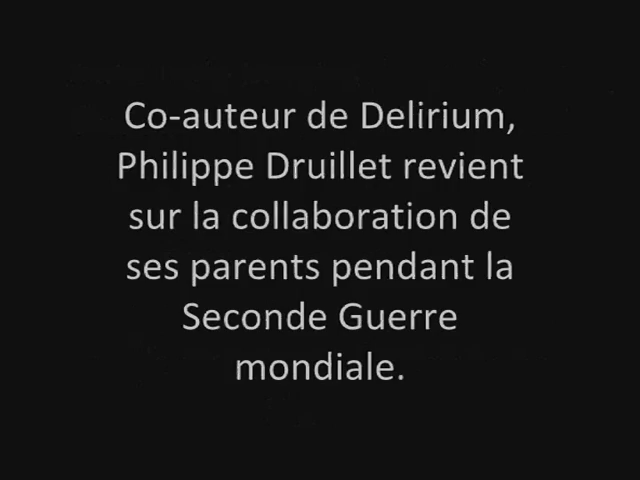 Co-auteur de Delirium,
Philippe Druillet revient
sur la collaboration de
ses parents pendant la
Seconde Guerre
mondiale.